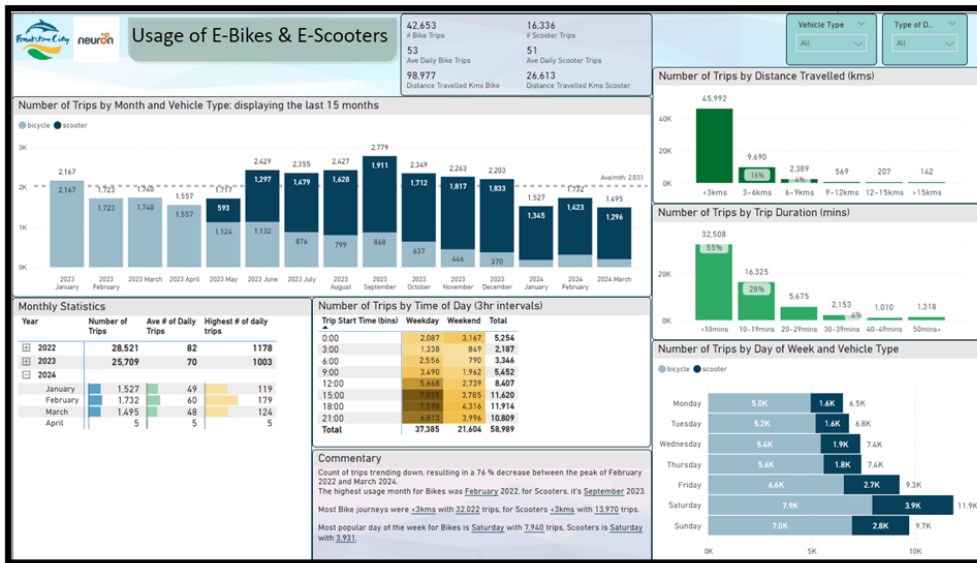 Frankston City
neuron
Usage of E-Bikes & E-Scooters
42,653 16,336
# Bike Trips # Scooter Trips
53 51
Ave Daily Bike Trips Ave Daily Scooter Trips
98,977 26,613
Distance Travelled Kms Bike Distance Travelled Kms Scooter
Vehicle Type
All
Type of D...
All
Number of Trips by Month and Vehicle Type: displaying the last 15 months
bicycle scooter
3K
2K
1K
0K
2,167 1,723 1,740 1,557 1,717 2,429 2,355 2,427 2,779 2,349 2,263 2,203 1,527 1,732 1,495
Ave/mth: 2,031
593 1,297 1,479 1,628 1,911 1,712 1,817 1,833 1,345 1,423 1,296
2,167 1,723 1,740 1,557 1,124 1,132 876 799 868 637 446 370
2023 January
2023 February
2023 March
2023 April
2023 May
2023 June
2023 July
2023 August
2023 September
2023 October
2023 November
2023 December
2024 January
2024 February
2024 March
Number of Trips by Distance Travelled (kms)
40K
20K
0K
45,992 9,690 2,389 569 207 142
16% 4%
<3kms 3-6kms 6-9kms 9-12kms 12-15kms >15kms
Number of Trips by Trip Duration (mins)
20K
0K
32,508 16,325 5,675 2,153 1,010 1,318
55% 28% 4%
<10mins 10-19mins 20-29mins 30-39mins 40-49mins 50mins+
Monthly Statistics
Year Number of Trips Ave # of Daily Trips Highest # of daily trips
2022 28,521 82 1178
2023 25,709 70 1003
2024
January 1,527 49 119
February 1,732 60 179
March 1,495 48 124
April 5 5 5
Number of Trips by Time of Day (3hr intervals)
Trip Start Time (bins) Weekday Weekend Total
0:00 2,087 3,167 5,254
3:00 1,338 849 2,187
6:00 2,556 790 3,346
9:00 3,490 1,962 5,452
12:00 5,668 2,739 8,407
15:00 7,835 3,785 11,620
18:00 7,598 4,316 11,914
21:00 6,813 3,996 10,809
Total 37,385 21,604 58,989
Commentary
Count of trips trending down, resulting in a 76 % decrease between the peak of February
2022 and March 2024.
The highest usage month for Bikes was February 2022, for Scooters, it's September 2023.
Most Bike journeys were <3kms with 32,022 trips, for Scooters <3kms with 13,970 trips.
Most popular day of the week for Bikes is Saturday with 7,940 trips, Scooters is Saturday
with 3,931.
Number of Trips by Day of Week and Vehicle Type
bicycle scooter
Monday 5.0K 1.6K 6.5K
Tuesday 5.2K 1.6K 6.8K
Wednesday 5.4K 1.9K 7.4K
Thursday 5.6K 1.8K 7.4K
Friday 6.6K 2.7K 9.3K
Saturday 7.9K 3.9K 11.9K
Sunday 7.0K 2.8K 9.7K
0K 5K 10K